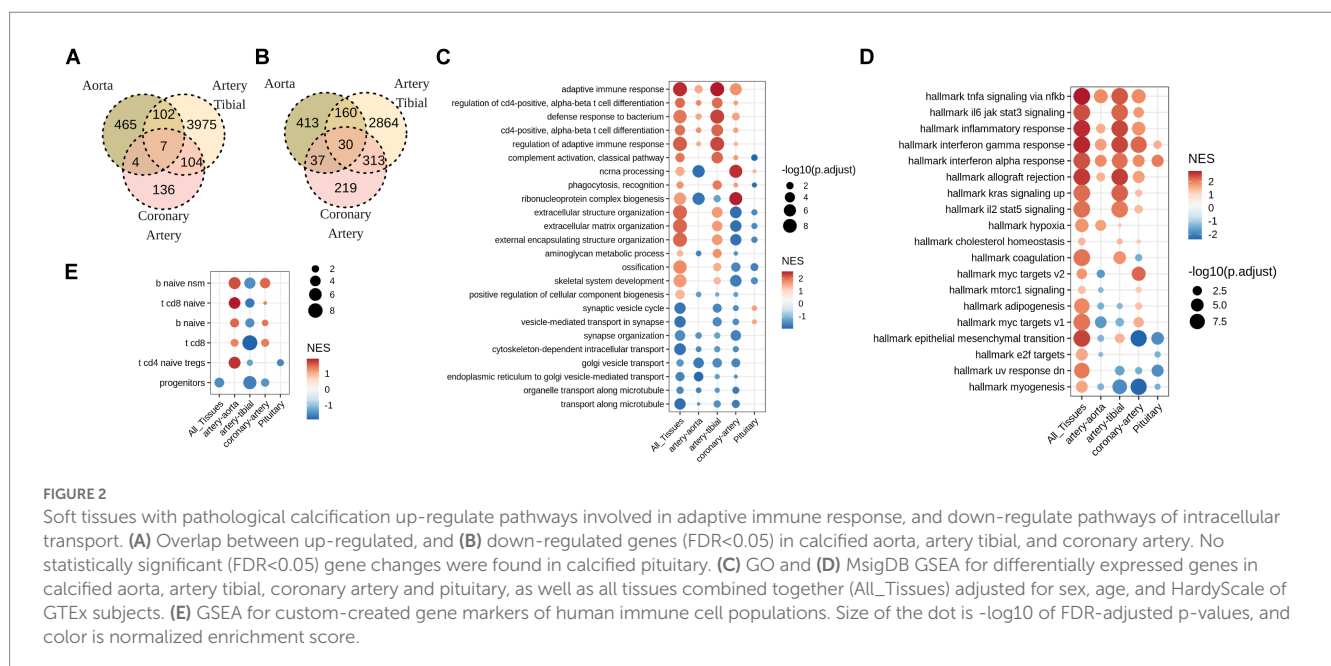 A
Aorta
Artery
Tibial
465
102
3975
7
4
104
136
Coronary
Artery
B
Aorta
Artery
Tibial
413
160
2864
30
37
313
219
Coronary
Artery
C
adaptive immune response
regulation of cd4-positive, alpha-beta t cell differentiation
defense response to bacterium
cd4-positive, alpha-beta t cell differentiation
regulation of adaptive immune response
complement activation, classical pathway
ncrna processing
phagocytosis, recognition
ribonucleoprotein complex biogenesis
extracellular structure organization
extracellular matrix organization
external encapsulating structure organization
aminoglycan metabolic process
ossification
skeletal system development
positive regulation of cellular component biogenesis
synaptic vesicle cycle
vesicle-mediated transport in synapse
synapse organization
cytoskeleton-dependent intracellular transport
golgi vesicle transport
endoplasmic reticulum to golgi vesicle-mediated transport
organelle transport along microtubule
transport along microtubule
All_Tissues
artery-aorta
artery-tibial
coronary-artery
Pituitary
-log10(p.adjust)
2
4
6
8
NES
2
1
0
-1
D
hallmark tnfa signaling via nfkb
hallmark il6 jak stat3 signaling
hallmark inflammatory response
hallmark interferon gamma response
hallmark interferon alpha response
hallmark allograft rejection
hallmark kras signaling up
hallmark il2 stat5 signaling
hallmark hypoxia
hallmark cholesterol homeostasis
hallmark coagulation
hallmark myc targets v2
hallmark mtorc1 signaling
hallmark adipogenesis
hallmark myc targets v1
hallmark epithelial mesenchymal transition
hallmark e2f targets
hallmark uv response dn
hallmark myogenesis
All_Tissues
artery-aorta
artery-tibial
coronary-artery
Pituitary
NES
2
1
0
-1
-2
-log10(p.adjust)
2.5
5.0
7.5
E
b naive nsm
t cd8 naive
b naive
t cd8
t cd4 naive tregs
progenitors
All_Tissues
artery-aorta
artery-tibial
coronary-artery
Pituitary
2
4
6
8
NES
1
0
-1
FIGURE 2
Soft tissues with pathological calcification up-regulate pathways involved in adaptive immune response, and down-regulate pathways of intracellular
transport. (A) Overlap between up-regulated, and (B) down-regulated genes (FDR<0.05) in calcified aorta, artery tibial, and coronary artery. No
statistically significant (FDR<0.05) gene changes were found in calcified pituitary. (C) GO and (D) MsigDB GSEA for differentially expressed genes in
calcified aorta, artery tibial, coronary artery and pituitary, as well as all tissues combined together (All_Tissues) adjusted for sex, age, and HardyScale of
GTEx subjects. (E) GSEA for custom-created gene markers of human immune cell populations. Size of the dot is -log10 of FDR-adjusted p-values, and
color is normalized enrichment score.